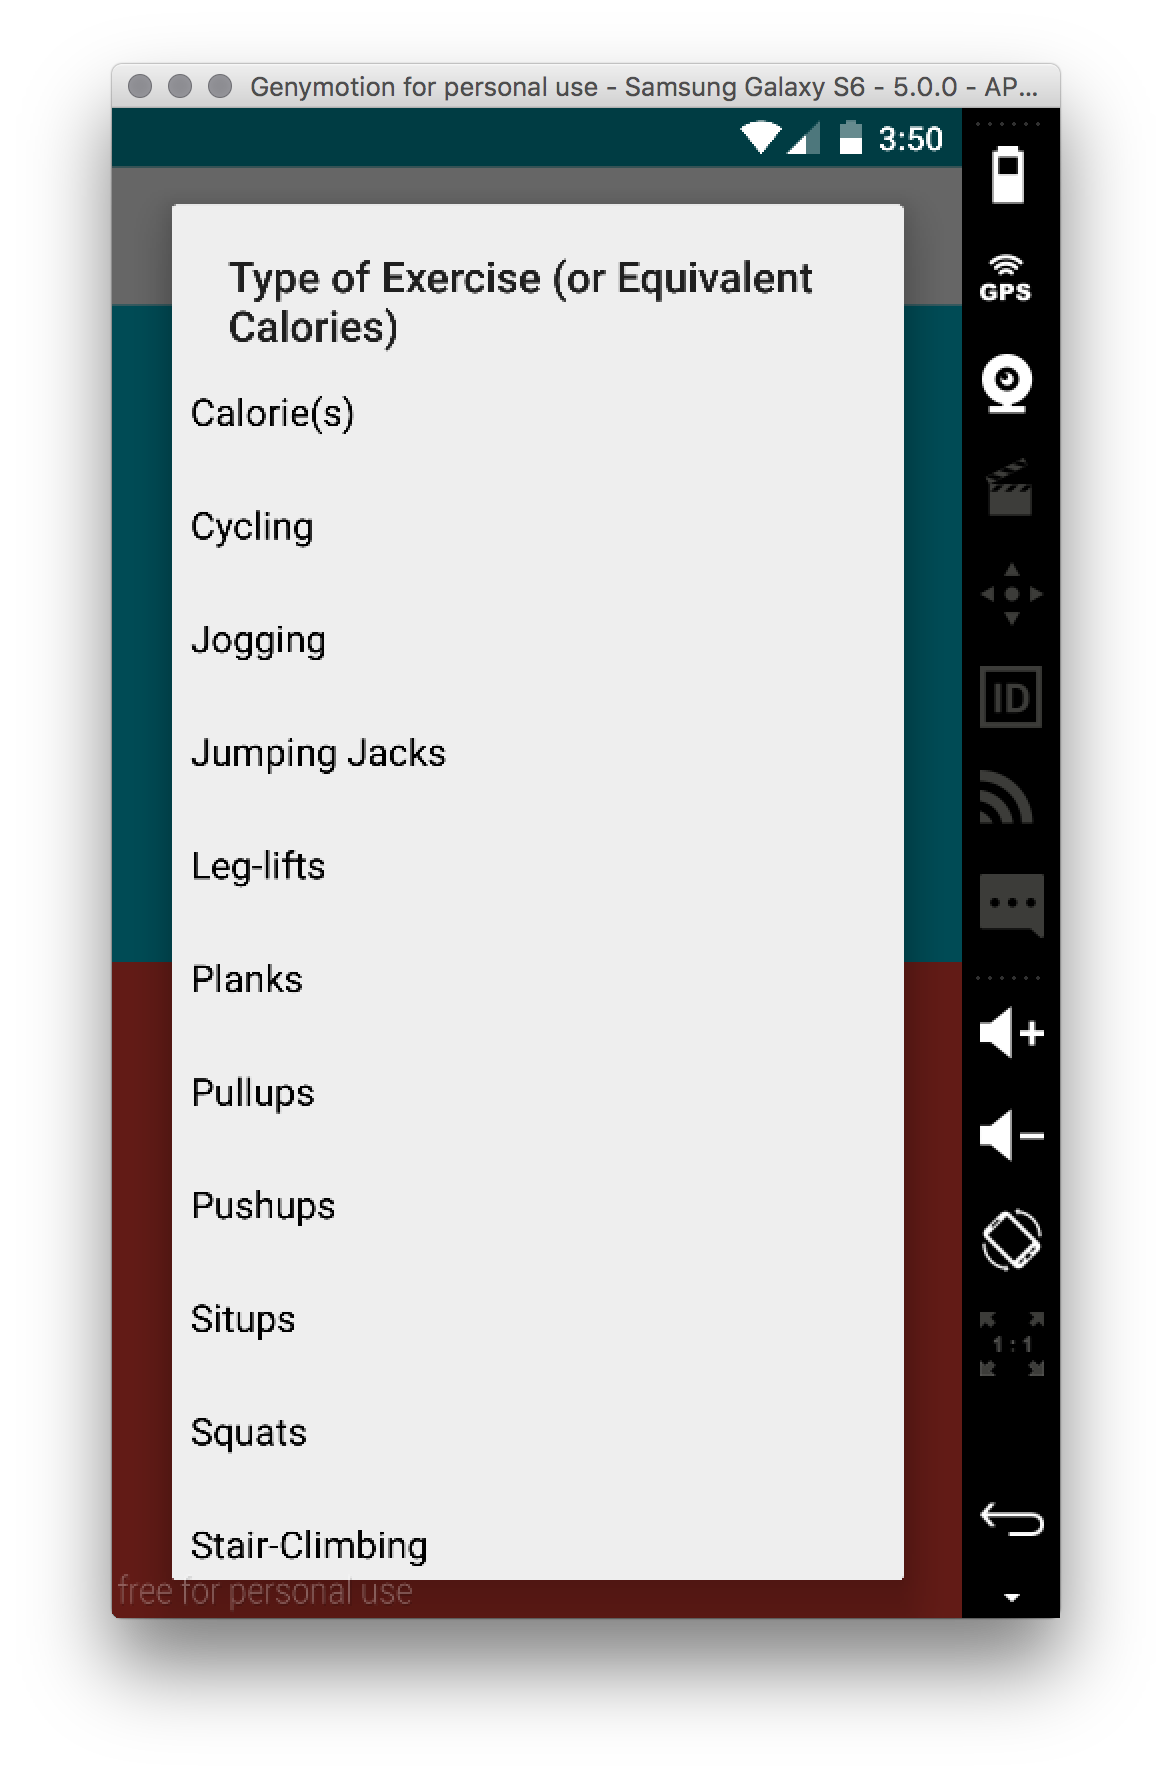 Genymotion for personal use - Samsung Galaxy S6 - 5.0.0 - AP...
3:50
GPS
Type of Exercise (or Equivalent
Calories)
Calorie(s)
Cycling
Jogging
Jumping Jacks
Leg-lifts
ID
Planks
Pullups
Pushups
Situps
1:1
Squats
Stair-Climbing
free for personal use